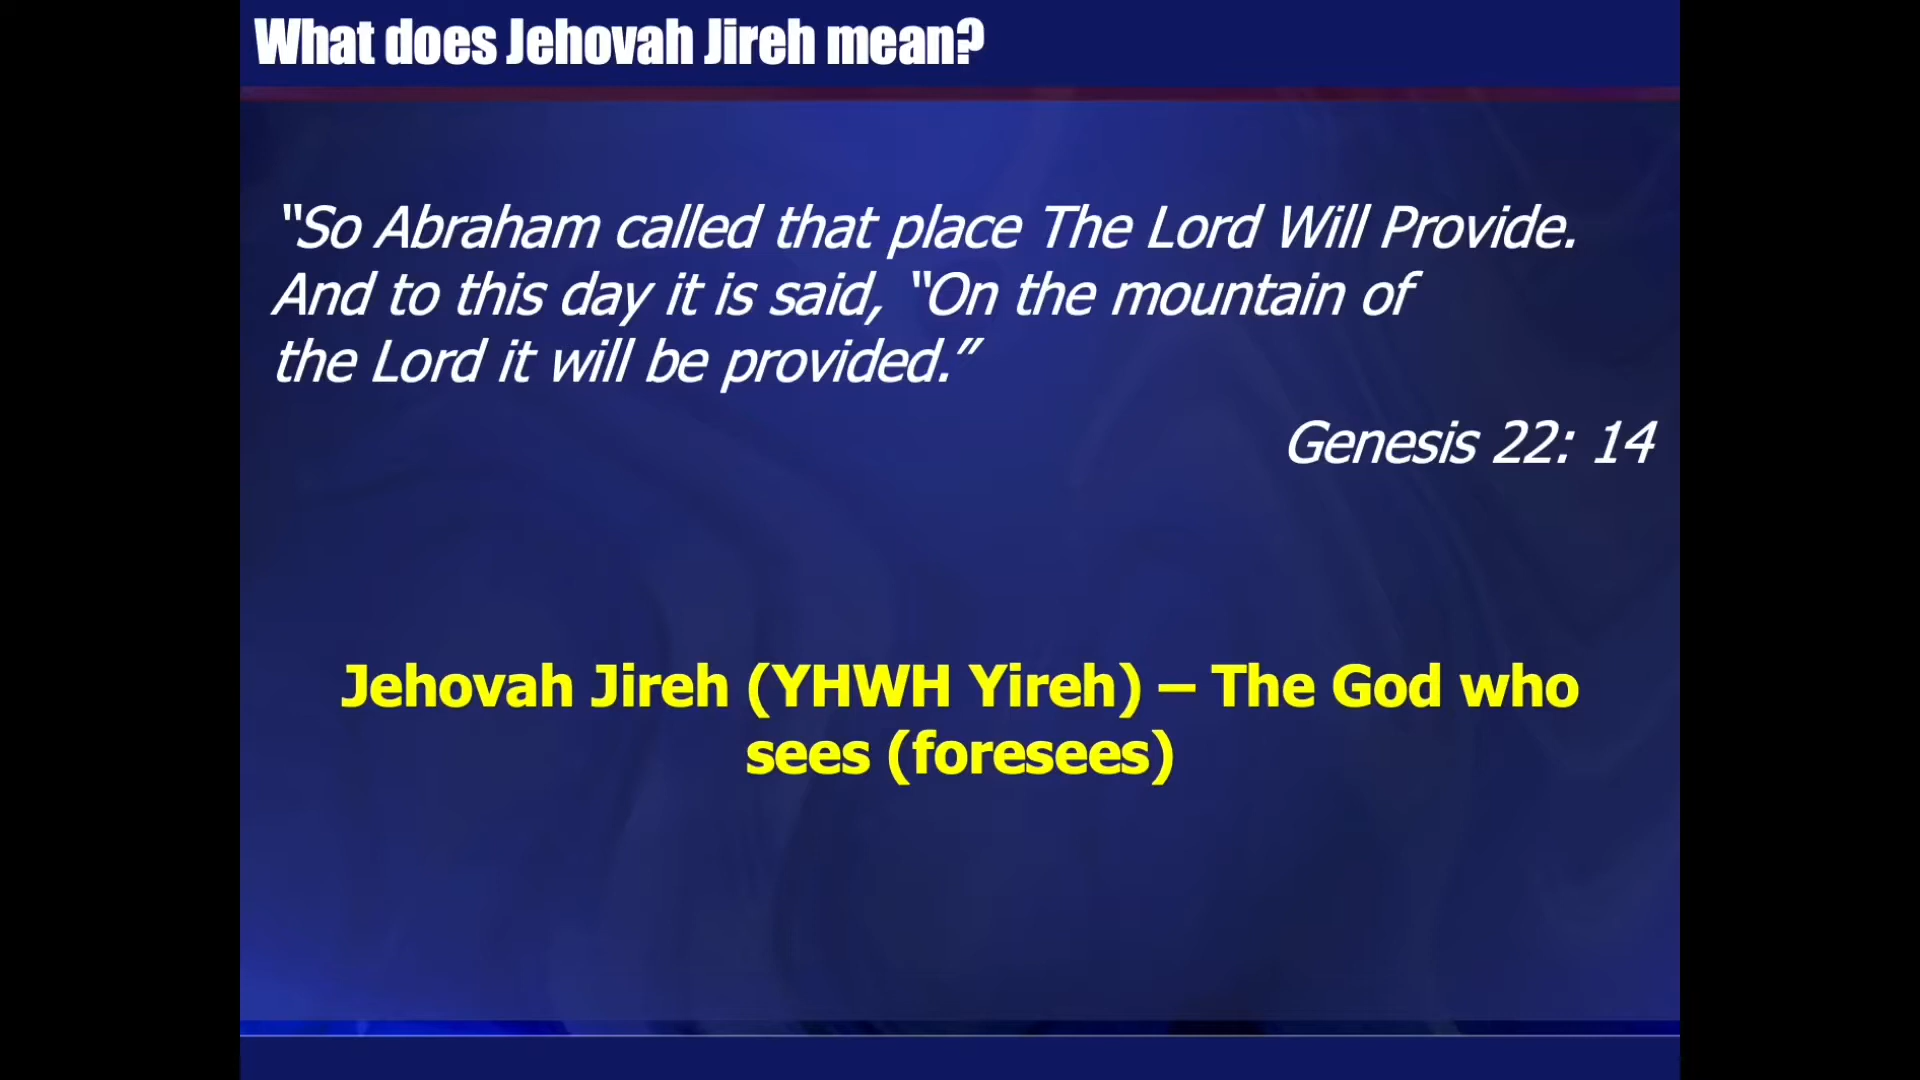 What does Jehovah Jireh mean?
“So Abraham called that place The Lord Will Provide.
And to this day it is said, “On the mountain of
the Lord it will be provided.”
Genesis 22: 14
Jehovah Jireh (YHWH Yireh) – The God who
sees (foresees)